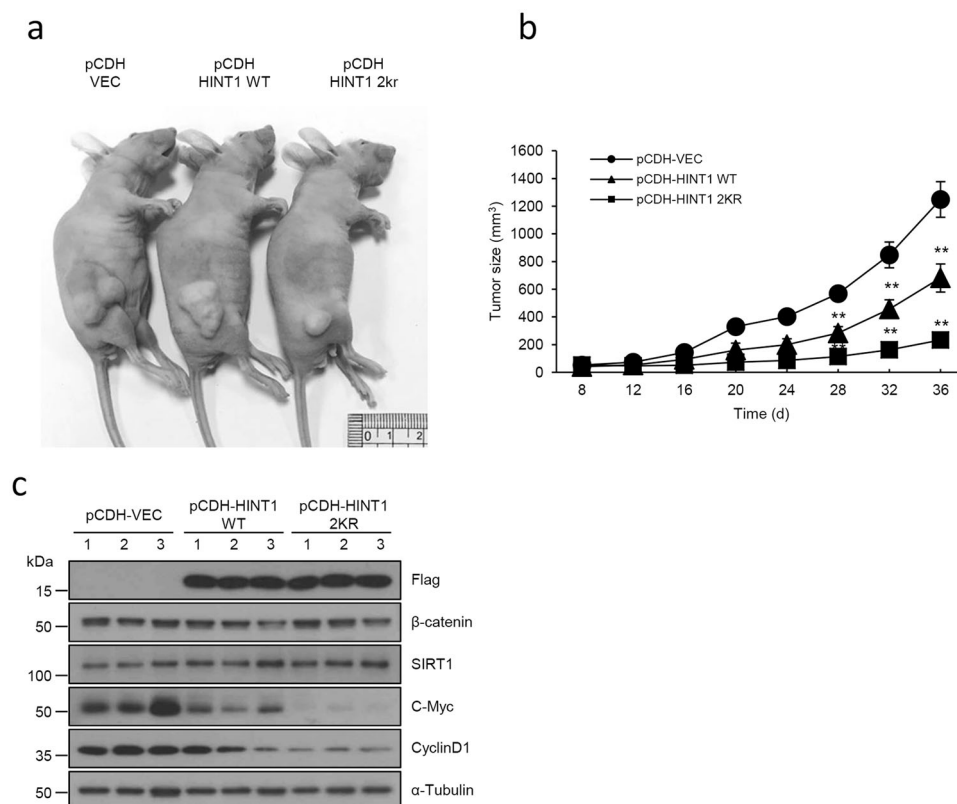 a
pCDH
VEC
pCDH
HINT1 WT
pCDH
HINT1 2kr
0 1 2
b
1600
1400
1200
1000
800
600
400
200
0
Tumor size (mm³)
pCDH-VEC
pCDH-HINT1 WT
pCDH-HINT1 2KR
**
**
**
**
**
**
8 12 16 20 24 28 32 36
Time (d)
c
pCDH-VEC
pCDH-HINT1
WT
pCDH-HINT1
2KR
kDa
1 2 3 1 2 3 1 2 3
15 Flag
50 β-catenin
100 SIRT1
50 C-Myc
35 CyclinD1
50 α-Tubulin